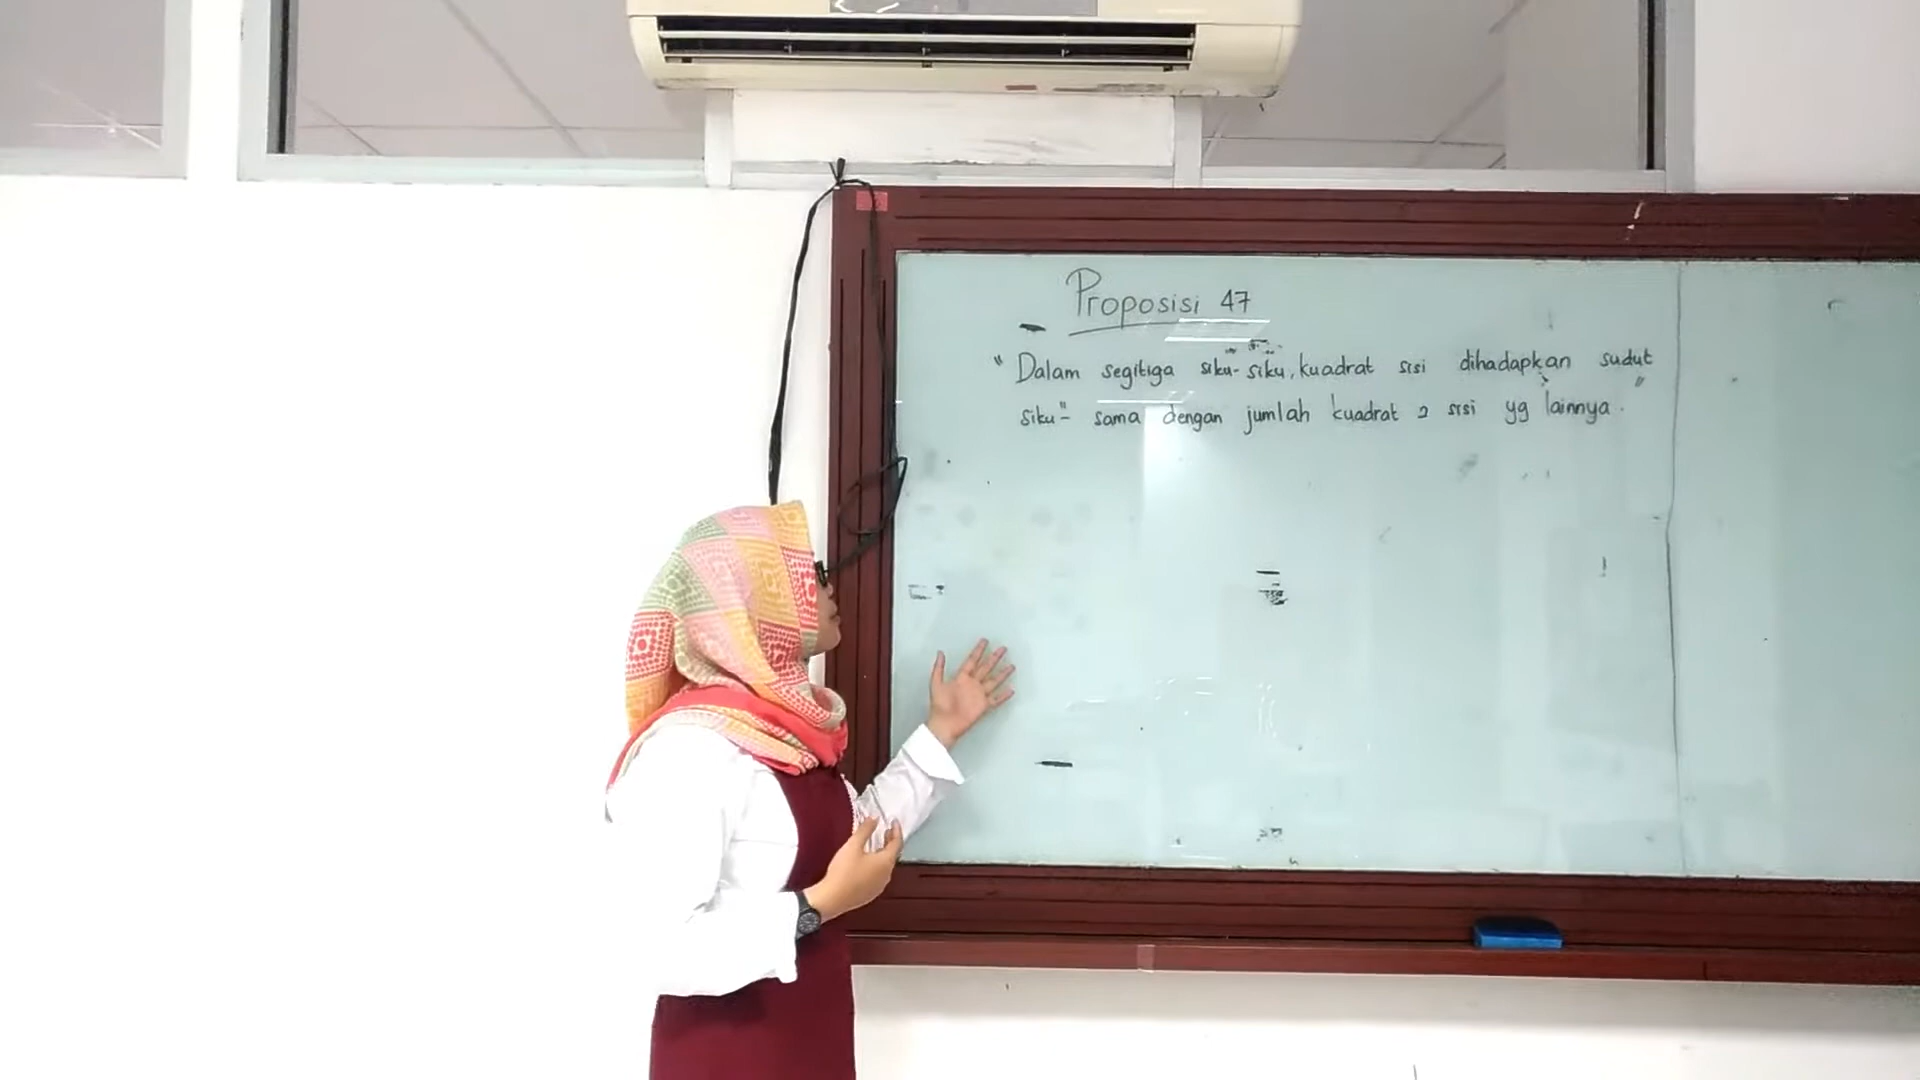 Proposisi 47
"Dalam segitiga siku-siku, kuadrat sisi dihadapkan sudut
siku"- sama dengan jumlah kuadrat 2 sisi yg lainnya."